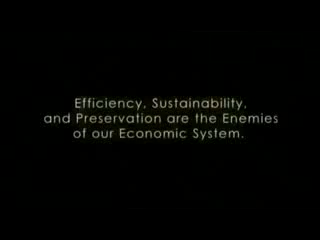 Efficiency, Sustainability,
and Preservation are the Enemies
of our Economic System.